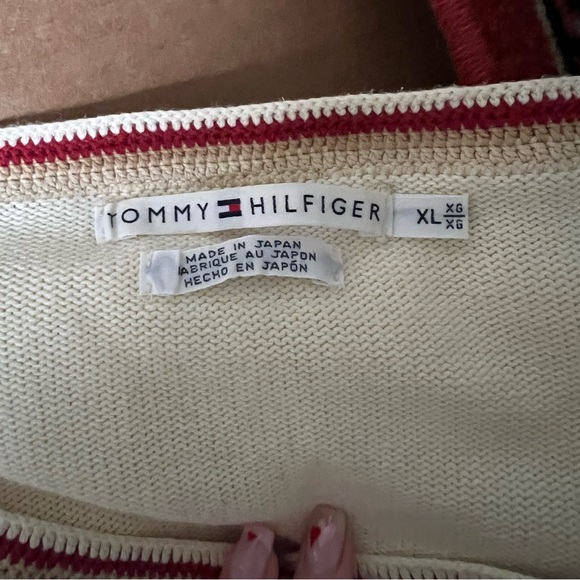 TOMMY HILFIGER
XL XG XG
MADE IN JAPAN
FABRIQUE AU JAPON
HECHO EN JAPÓN